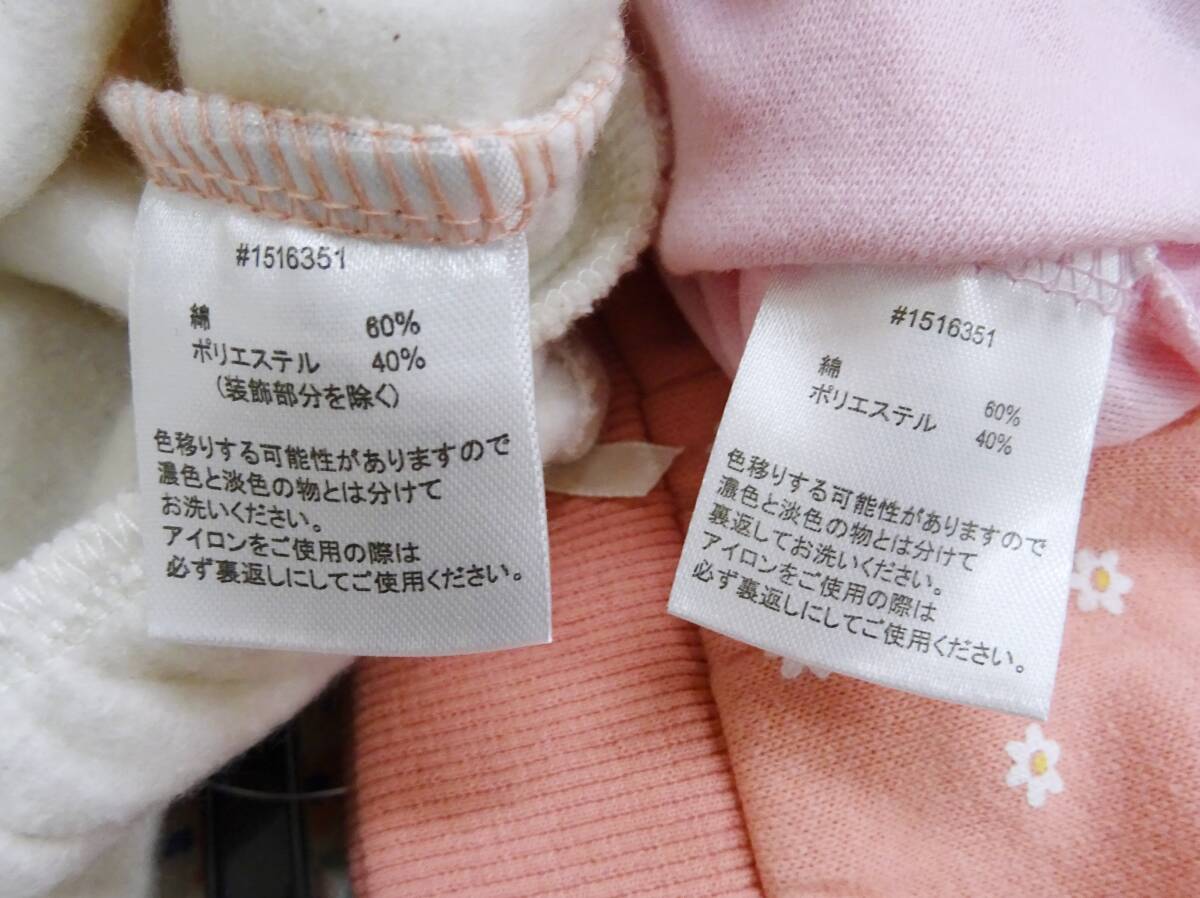 #1516351
綿 60%
ポリエステル 40%
(装飾部分を除く)
色移りする可能性がありますので
濃色と淡色の物とは分けて
お洗いください。
アイロンをご使用の際は
必ず裏返しにしてご使用ください。
#1516351
綿 60%
ポリエステル 40%
色移りする可能性がありますので
濃色と淡色の物とは分けて
裏返してお洗いください。
アイロンをご使用の際は
必ず裏返しにしてご使用ください。